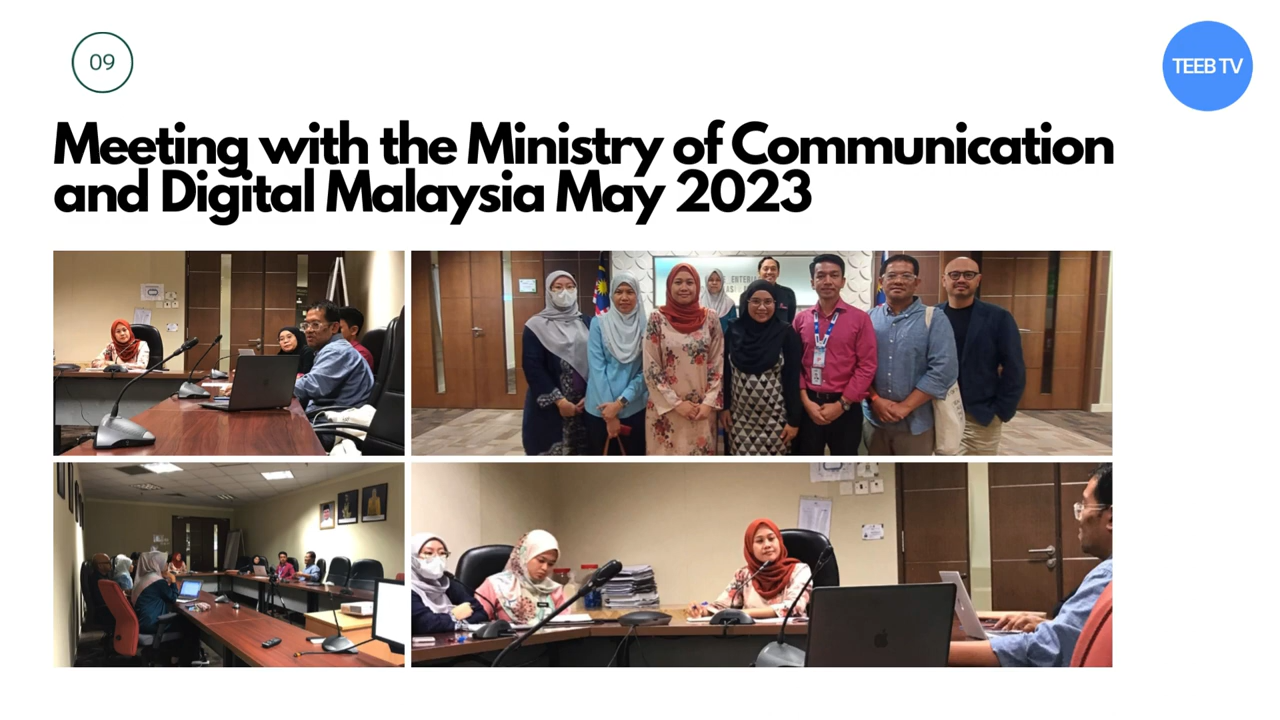 09
TEEB TV
Meeting with the Ministry of Communication
and Digital Malaysia May 2023